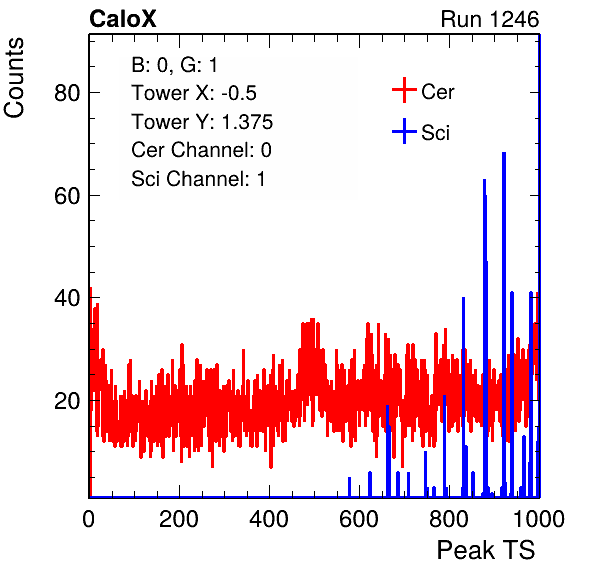 CaloX Run 1246
Counts
B: 0, G: 1
Tower X: -0.5
Tower Y: 1.375
Cer Channel: 0
Sci Channel: 1
Cer
Sci
80
60
40
20
0 200 400 600 800 1000
Peak TS